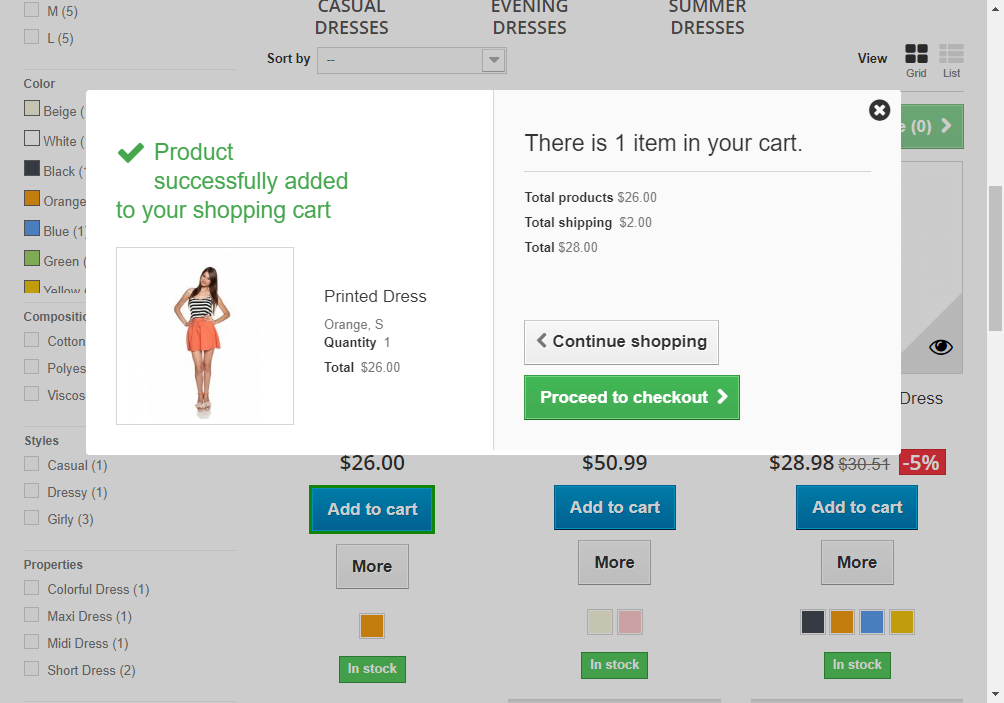 M (5)
L (5)
CASUAL
DRESSES
EVENING
DRESSES
SUMMER
DRESSES
Sort by
--
View
Grid
List
Color
Beige (
White (
Black (1
Orange
Blue (1)
Green (
Yellow (
Compositio
Cotton
Polyes
Viscos
Styles
Casual (1)
Dressy (1)
Girly (3)
Properties
Colorful Dress (1)
Maxi Dress (1)
Midi Dress (1)
Short Dress (2)
e (0)
Product
successfully added
to your shopping cart
Printed Dress
Orange, S
Quantity 1
Total $26.00
There is 1 item in your cart.
Total products $26.00
Total shipping $2.00
Total $28.00
Continue shopping
Proceed to checkout
Dress
$26.00
Add to cart
More
In stock
$50.99
Add to cart
More
In stock
$28.98 $30.51 -5%
Add to cart
More
In stock